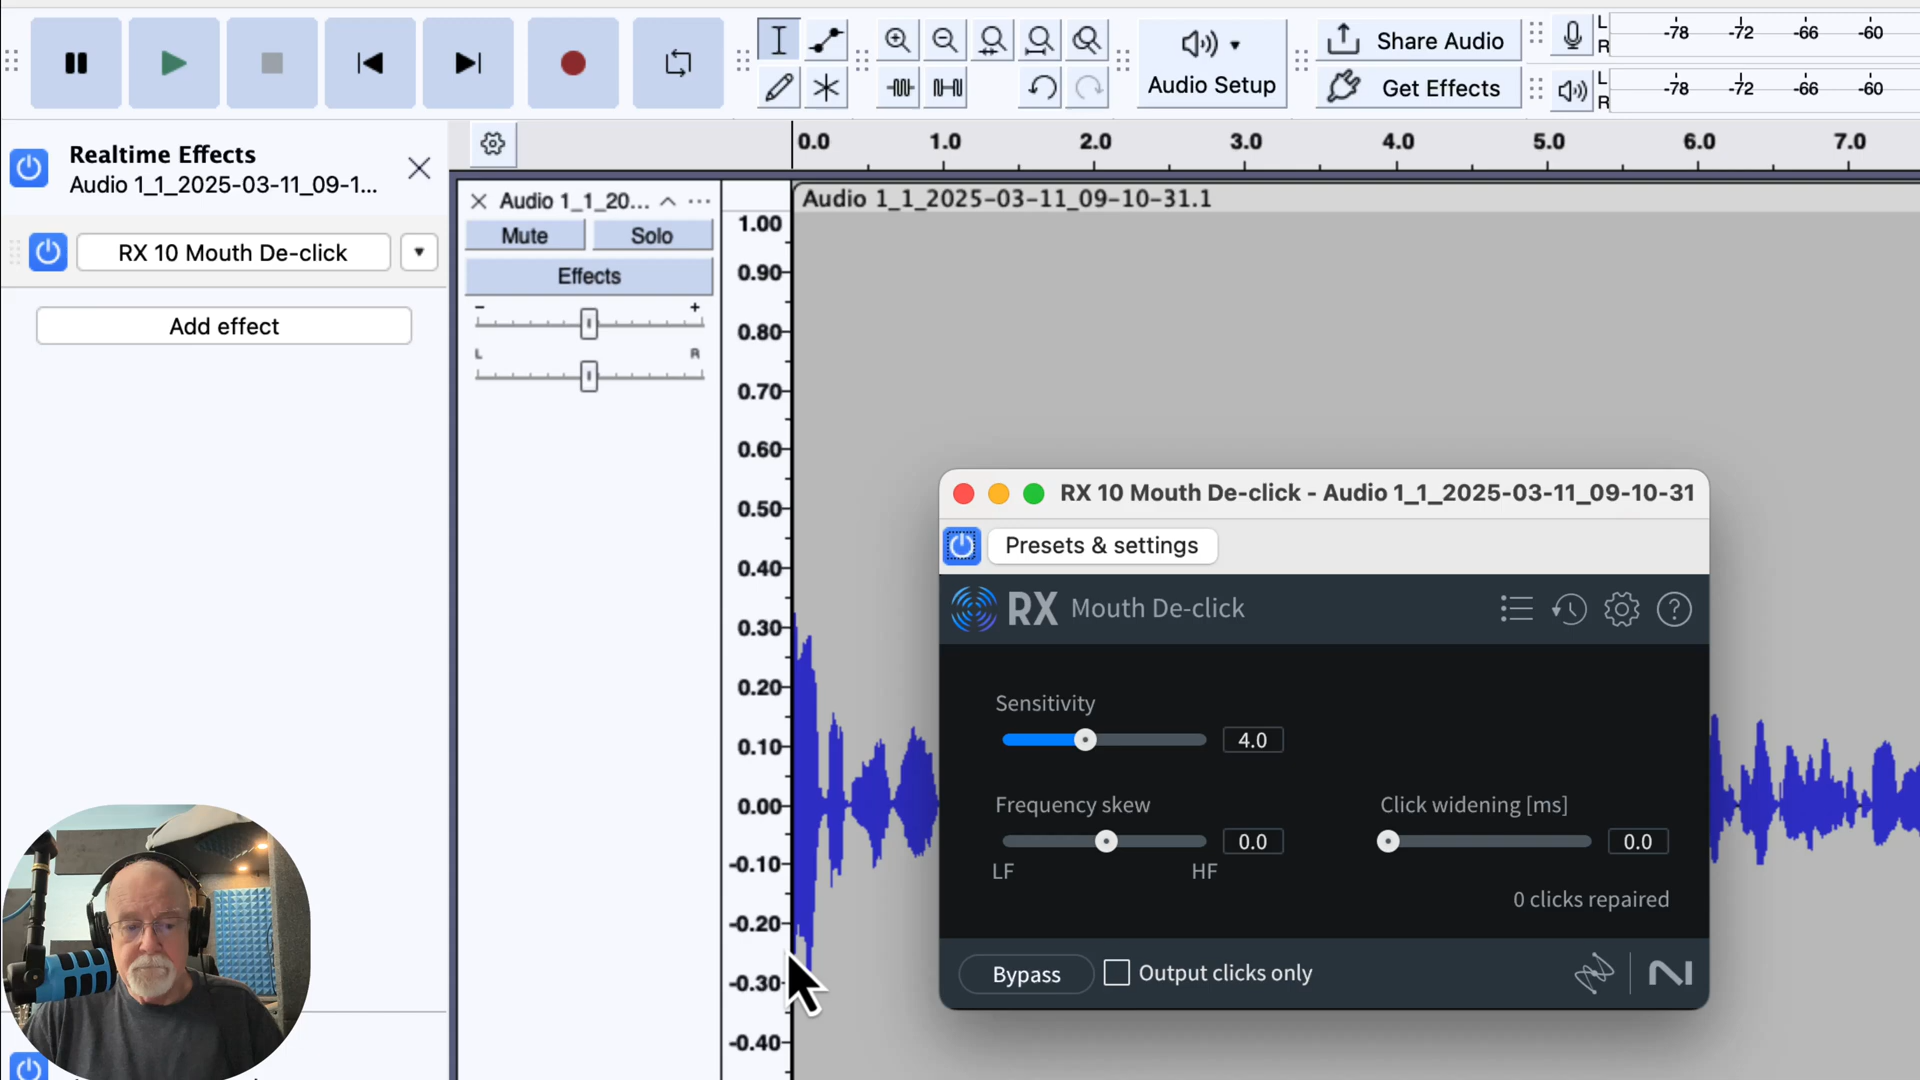 Audio Setup
Share Audio
Get Effects
L
R
-78 -72 -66 -60
L
R
-78 -72 -66 -60
Realtime Effects
Audio 1_1_2025-03-11_09-1...
RX 10 Mouth De-click
Add effect
0.0 1.0 2.0 3.0 4.0 5.0 6.0 7.0
Audio 1_1_20...
Mute Solo
Effects
- +
L R
Audio 1_1_2025-03-11_09-10-31.1
1.00
0.90
0.80
0.70
0.60
0.50
0.40
0.30
0.20
0.10
0.00
-0.10
-0.20
-0.30
-0.40
RX 10 Mouth De-click - Audio 1_1_2025-03-11_09-10-31
Presets & settings
RX Mouth De-click
?
Sensitivity
4.0
Frequency skew
0.0
LF HF
Click widening [ms]
0.0
0 clicks repaired
Bypass
Output clicks only